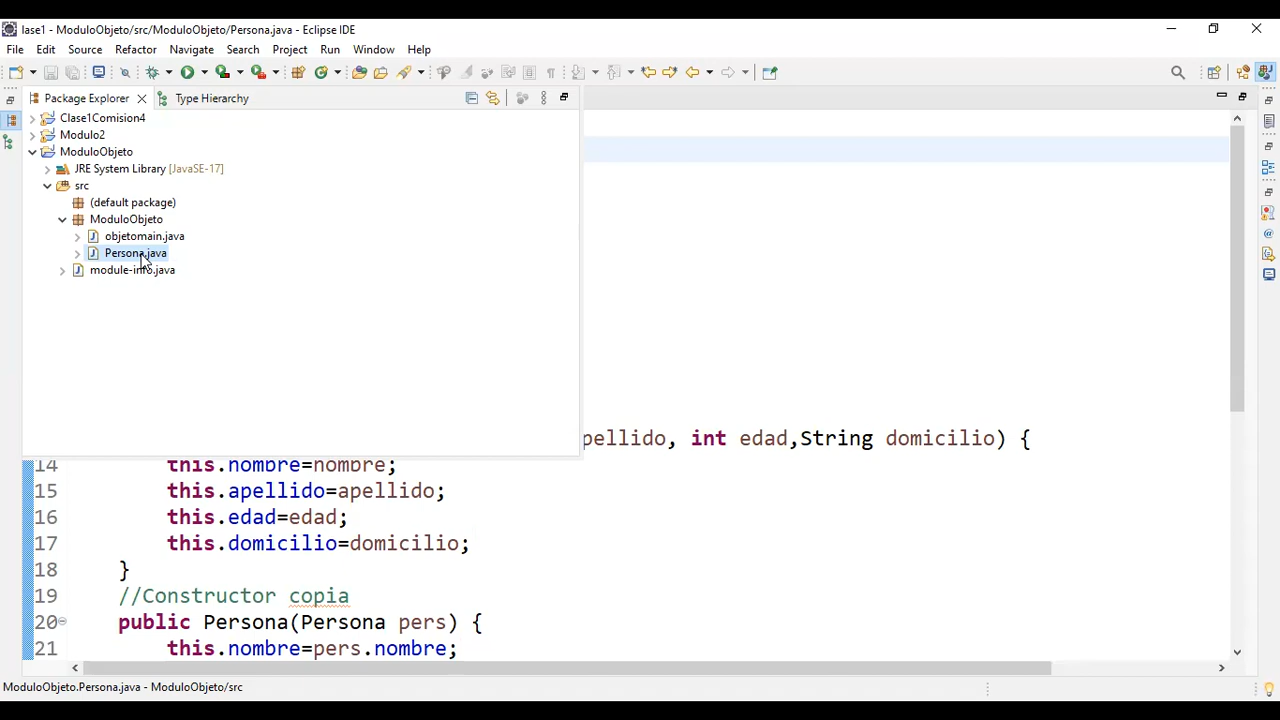 lase1 - ModuloObjeto/src/ModuloObjeto/Persona.java - Eclipse IDE
File Edit Source Refactor Navigate Search Project Run Window Help
Package Explorer Type Hierarchy
Clase1Comision4
Modulo2
ModuloObjeto
JRE System Library [JavaSE-17]
src
(default package)
ModuloObjeto
objetomain.java
Persona.java
module-info.java
pellido, int edad,String domicilio) {
14 this.nombre=nombre;
15 this.apellido=apellido;
16 this.edad=edad;
17 this.domicilio=domicilio;
18 }
19 //Constructor copia
20 public Persona(Persona pers) {
21 this.nombre=pers.nombre;
ModuloObjeto.Persona.java - ModuloObjeto/src